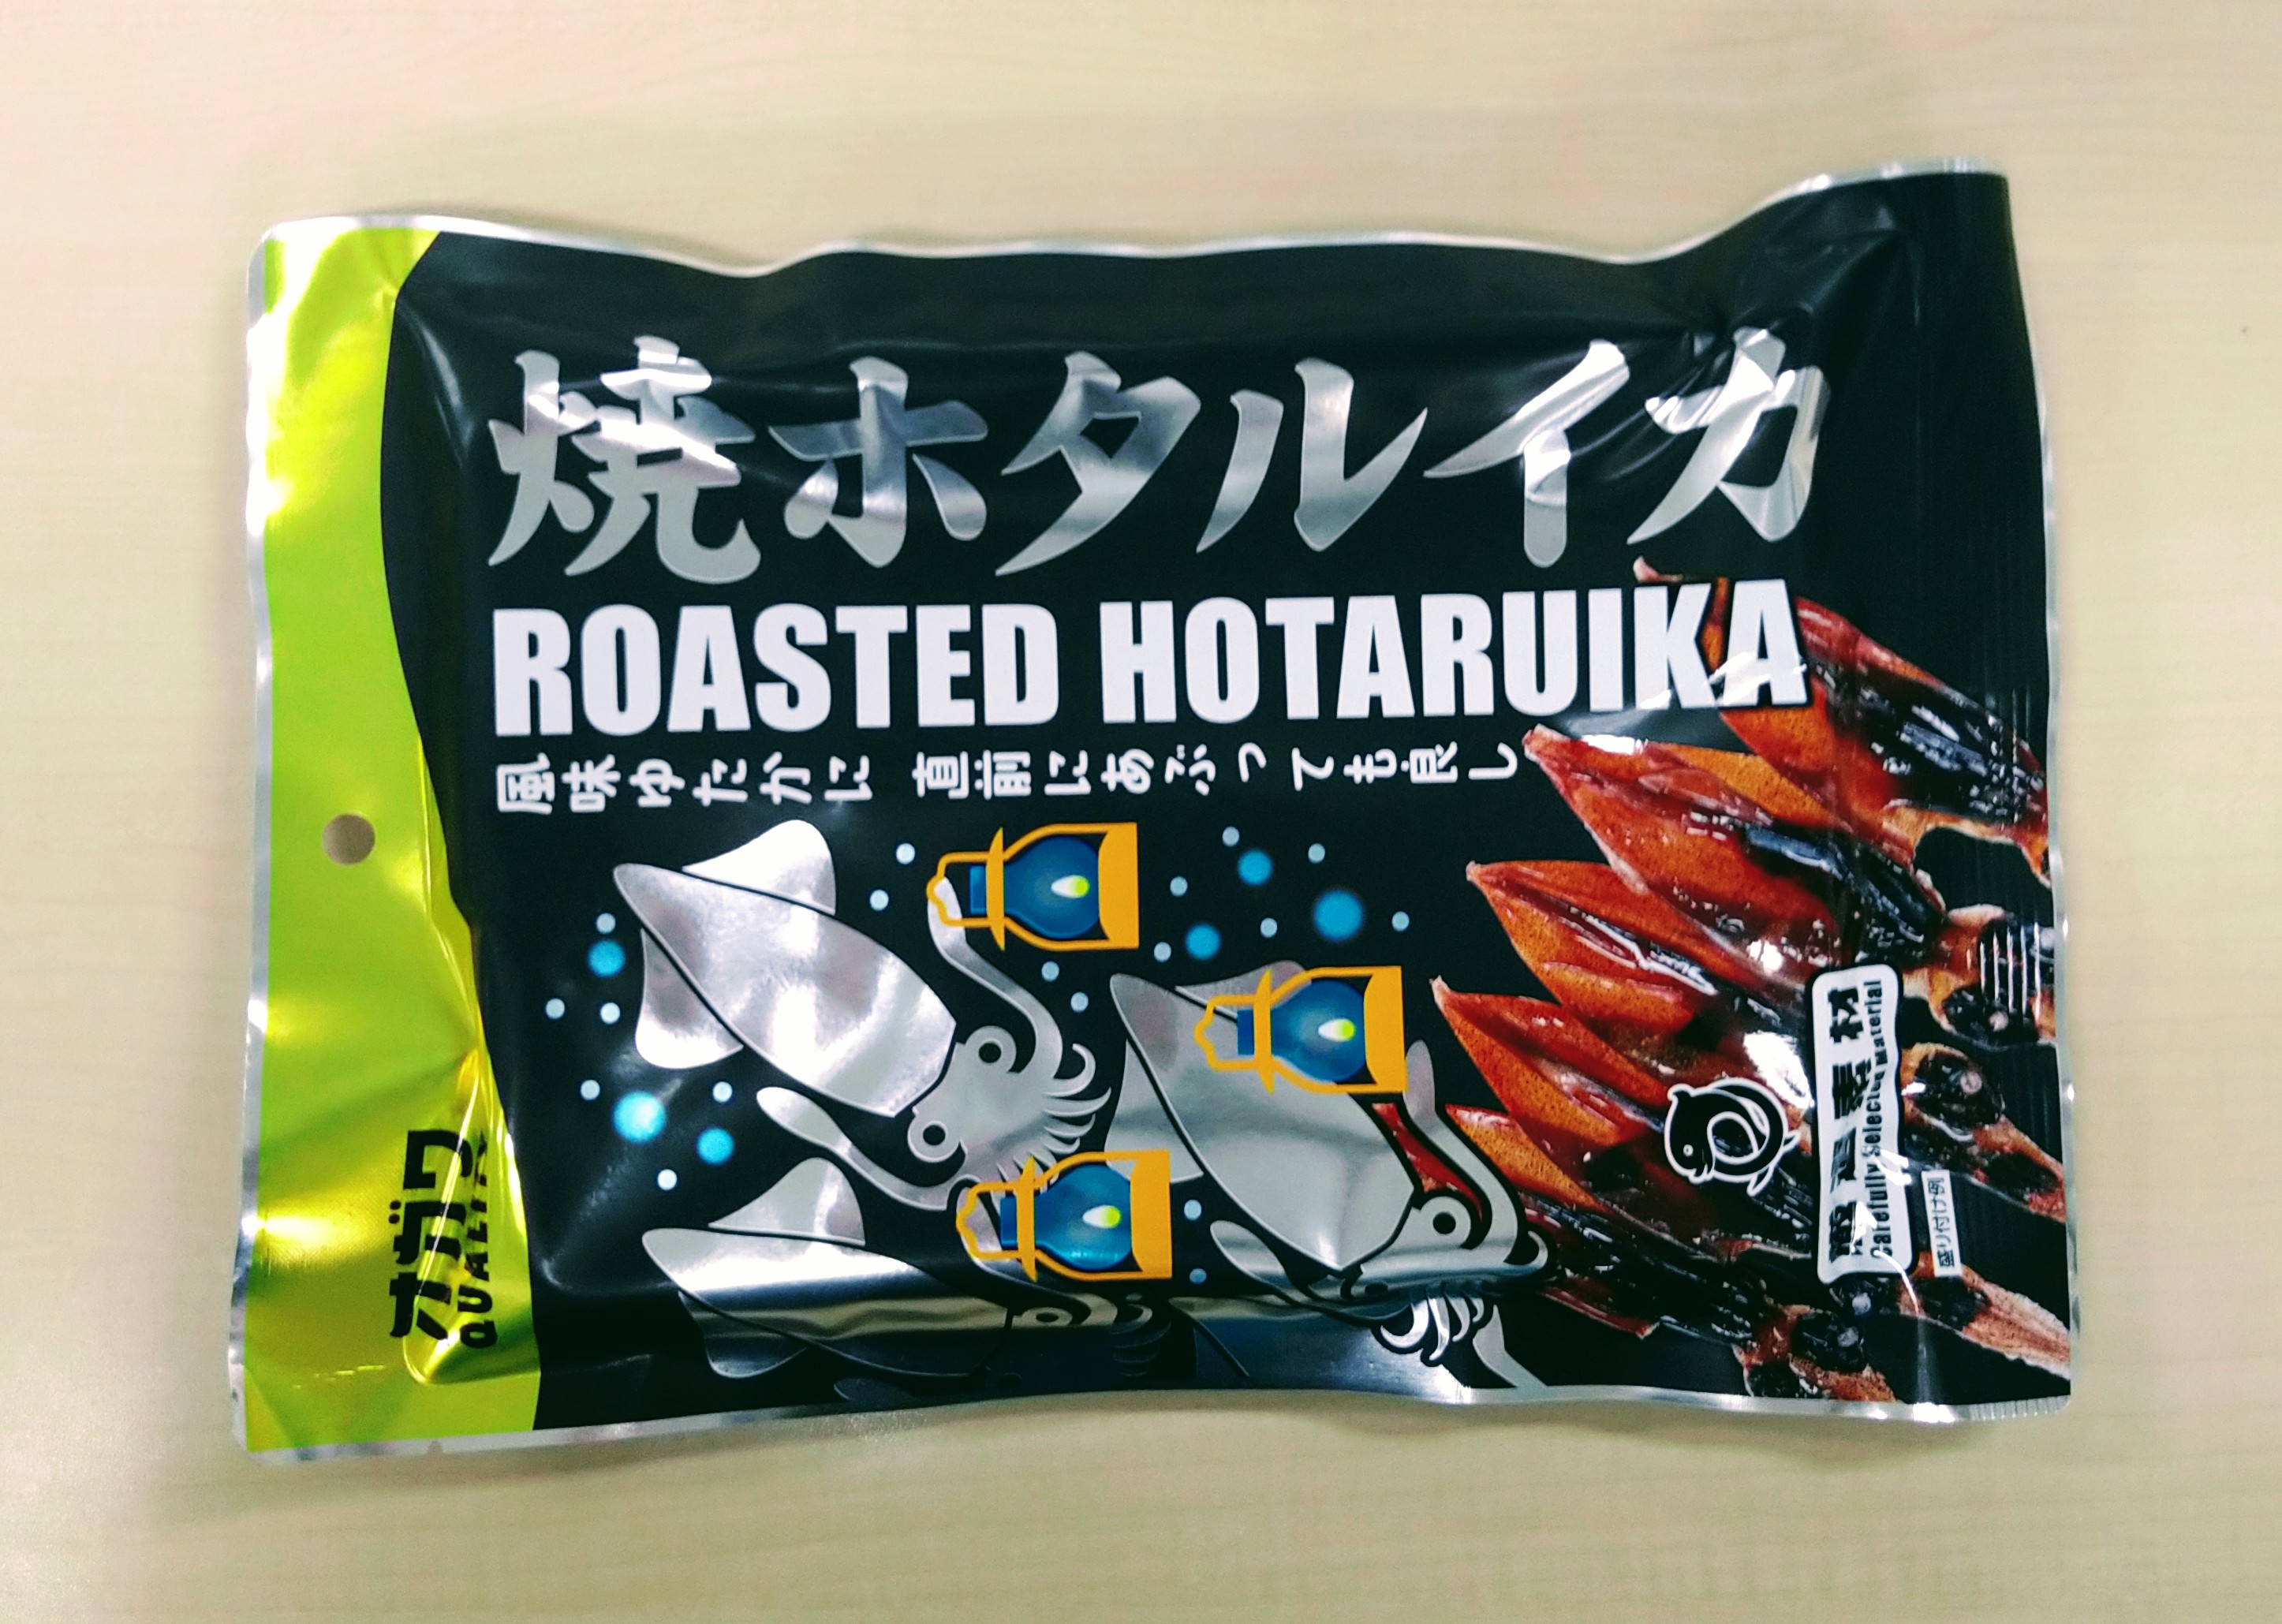 焼ホタルイカ
ROASTED HOTARUIKA
風味ゆたかに 直前にあぶっても良し
カガワ
QUALITY
厳選素材
Carefully Selected Material
盛り付け例